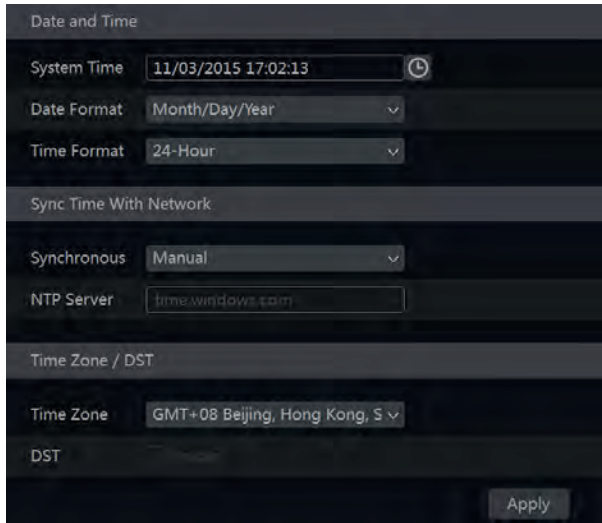 Date and Time
System Time 11/03/2015 17:02:13
Date Format Month/Day/Year
Time Format 24-Hour
Sync Time With Network
Synchronous Manual
NTP Server time.windows.com
Time Zone / DST
Time Zone GMT+08 Beijing, Hong Kong, S
DST
Apply